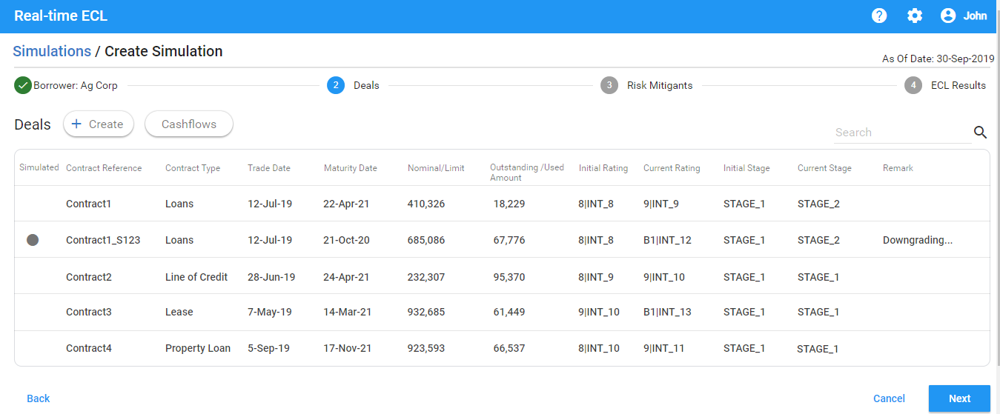 Real-time ECL ? John
Simulations / Create Simulation
As Of Date: 30-Sep-2019
Borrower: Ag Corp 2 Deals 3 Risk Mitigants 4 ECL Results
Deals + Create Cashflows
Search
Simulated Contract Reference Contract Type Trade Date Maturity Date Nominal/Limit Outstanding /Used Amount Initial Rating Current Rating Initial Stage Current Stage Remark
Contract1 Loans 12-Jul-19 22-Apr-21 410,326 18,229 8|INT_8 9|INT_9 STAGE_1 STAGE_2
Contract1_S123 Loans 12-Jul-19 21-Oct-20 685,086 67,776 8|INT_8 B1|INT_12 STAGE_1 STAGE_2 Downgrading...
Contract2 Line of Credit 28-Jun-19 24-Apr-21 232,307 95,370 8|INT_9 9|INT_10 STAGE_1 STAGE_1
Contract3 Lease 7-May-19 14-Mar-21 932,685 61,449 9|INT_10 B1|INT_13 STAGE_1 STAGE_1
Contract4 Property Loan 5-Sep-19 17-Nov-21 923,593 66,537 8|INT_10 9|INT_11 STAGE_1 STAGE_1
Back Cancel Next